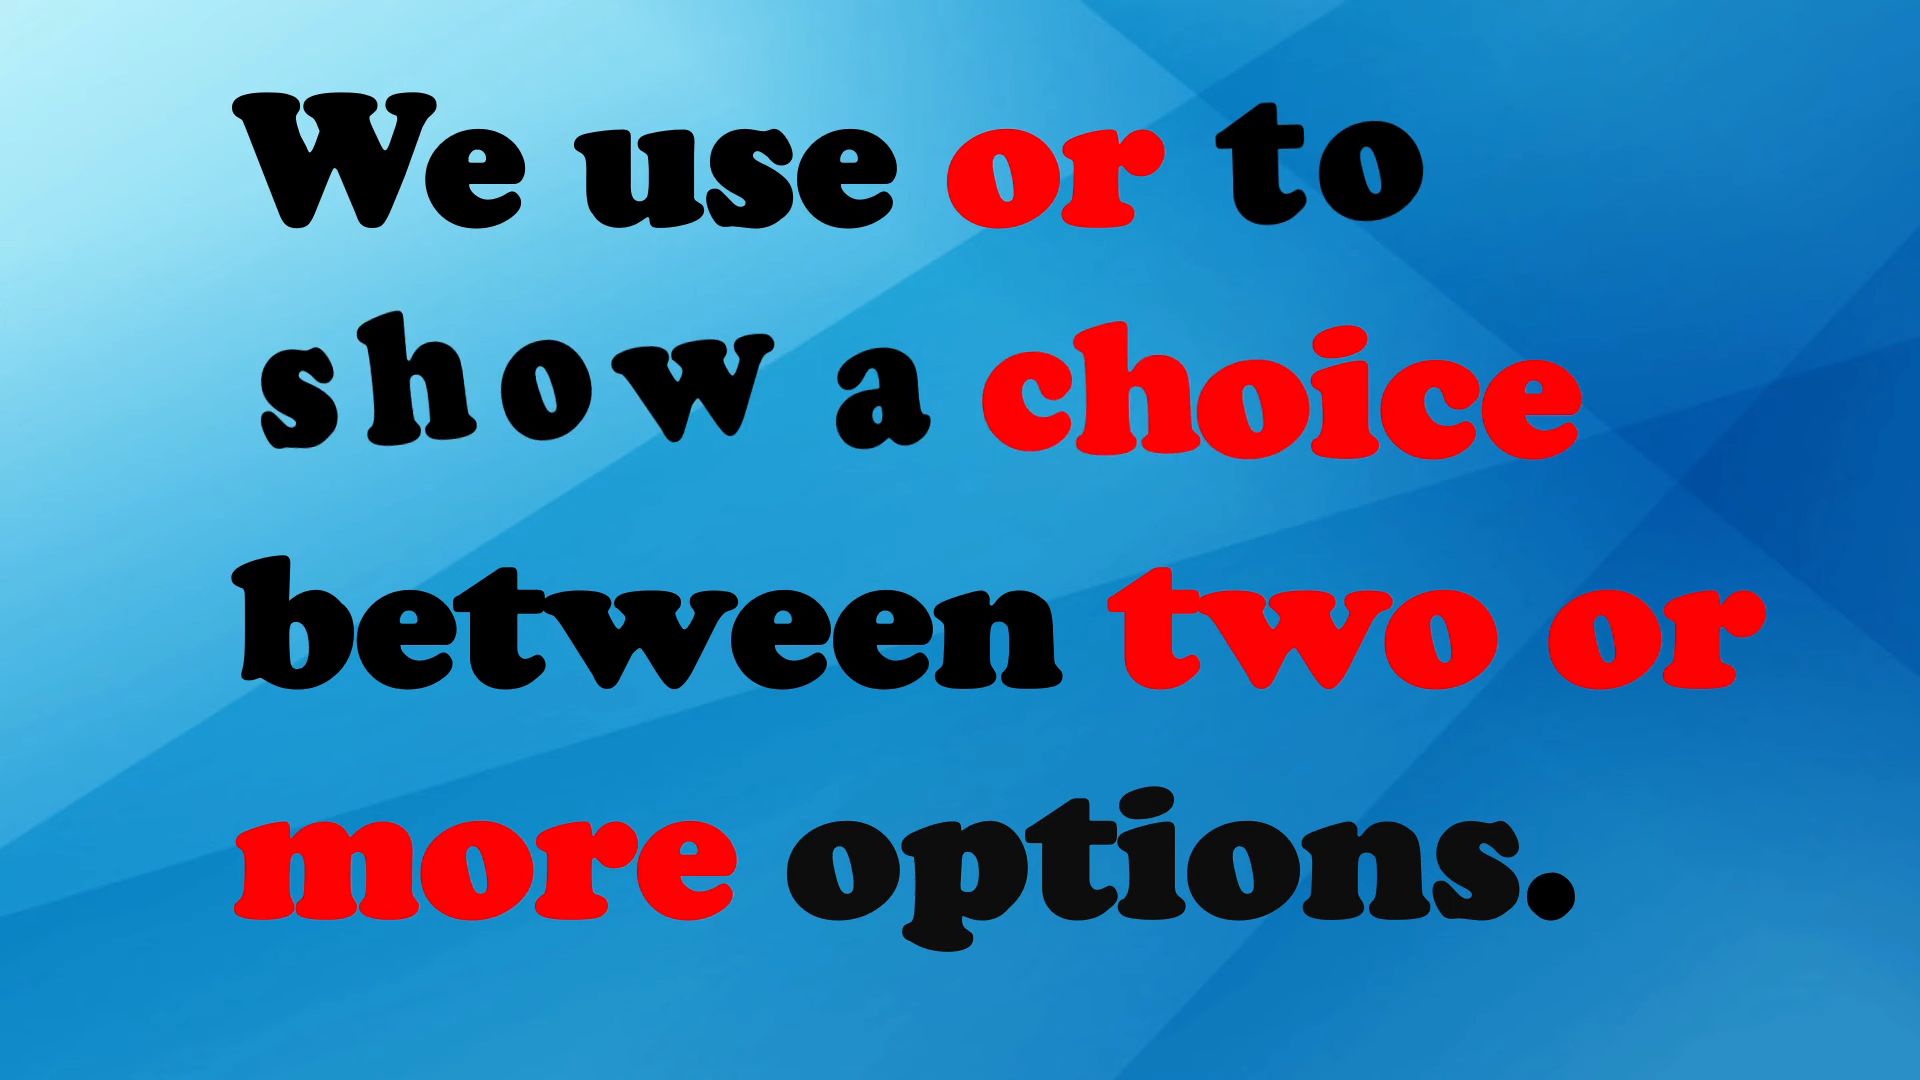 We use or to
show a choice
between two or
more options.